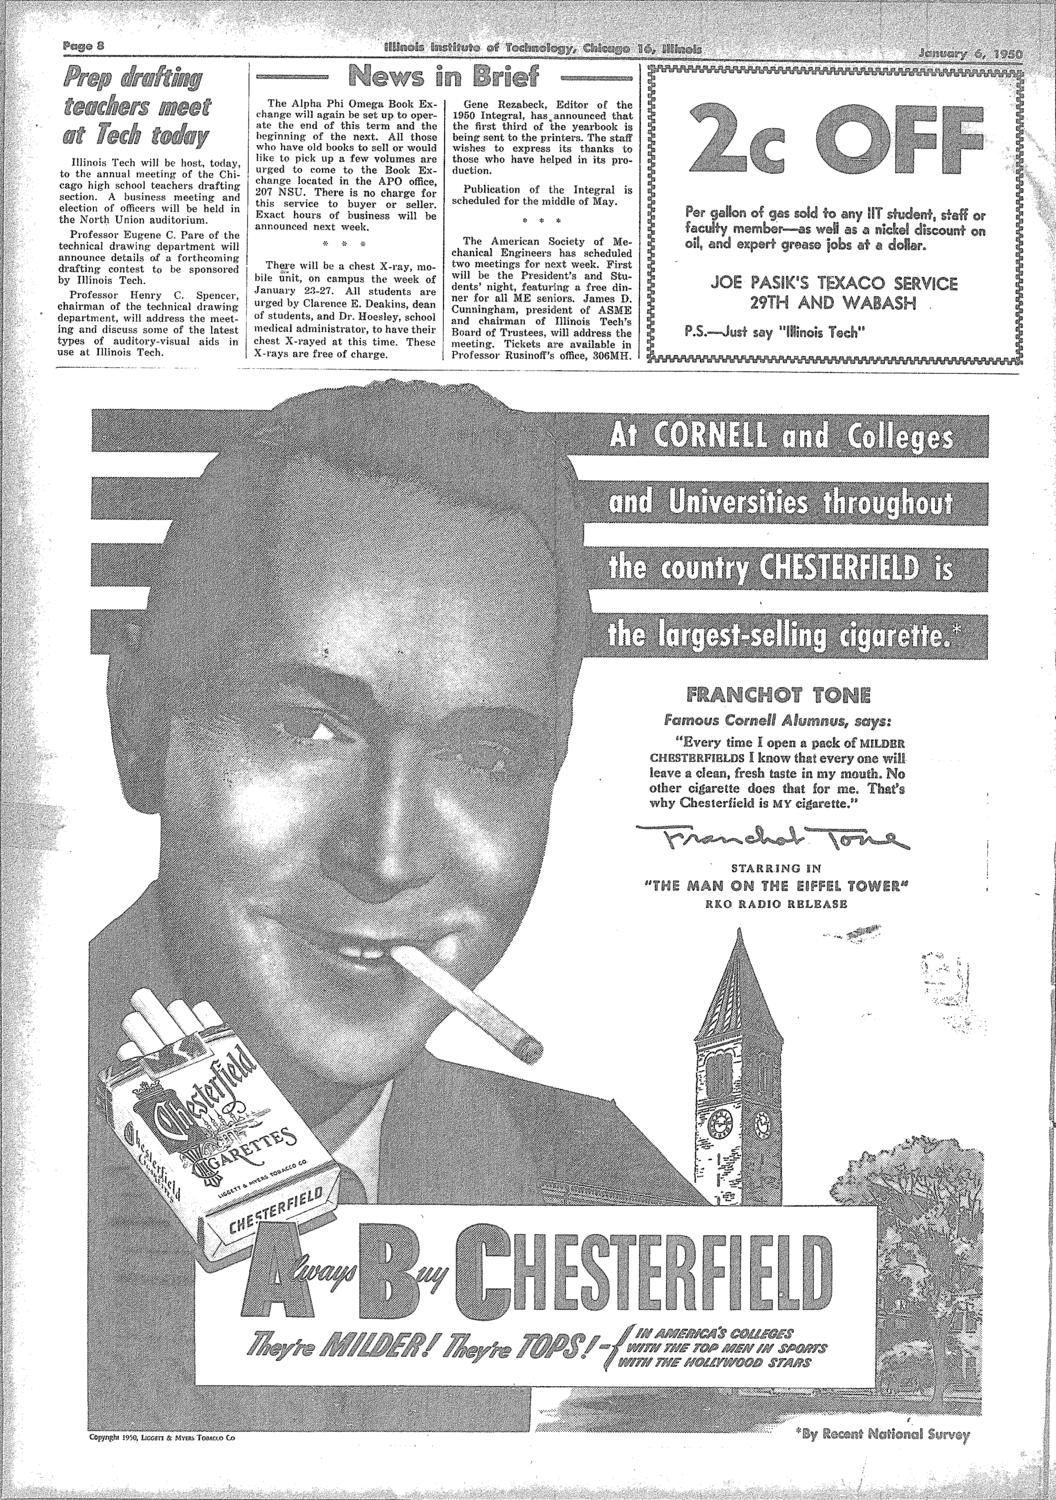 Page 8
Illinois Institute of Technology, Chicago 16, Illinois
January 6, 1950
Prep drafting
teachers meet
at Tech today
Illinois Tech will be host, today,
to the annual meeting of the Chi-
cago high school teachers drafting
section. A business meeting and
election of officers will be held in
the North Union auditorium.
Professor Eugene C. Pare of the
technical drawing department will
announce details of a forthcoming
drafting contest to be sponsored
by Illinois Tech.
Professor Henry C. Spencer,
chairman of the technical drawing
department, will address the meet-
ing and discuss some of the latest
types of auditory-visual aids in
use at Illinois Tech.
News in Brief
The Alpha Phi Omega Book Ex-
change will again be set up to oper-
ate the end of this term and the
beginning of the next. All those
who have old books to sell or would
like to pick up a few volumes are
urged to come to the Book Ex-
change located in the APO office,
207 NSU. There is no charge for
this service to buyer or seller.
Exact hours of business will be
announced next week.
* * *
There will be a chest X-ray, mo-
bile unit, on campus the week of
January 23-27. All students are
urged by Clarence E. Deakins, dean
of students, and Dr. Hoesley, school
medical administrator, to have their
chest X-rayed at this time. These
X-rays are free of charge.
Gene Rezabeck, Editor of the
1950 Integral, has announced that
the first third of the yearbook is
being sent to the printers. The staff
wishes to express its thanks to
those who have helped in its pro-
duction.
Publication of the Integral is
scheduled for the middle of May.
* * *
The American Society of Me-
chanical Engineers has scheduled
two meetings for next week. First
will be the President's and Stu-
dents' night, featuring a free din-
ner for all ME seniors. James D.
Cunningham, president of ASME
and chairman of Illinois Tech's
Board of Trustees, will address the
meeting. Tickets are available in
Professor Rusinoff's office, 306MH.
2c OFF
Per gallon of gas sold to any IIT student, staff or
faculty member—as well as a nickel discount on
oil, and expert grease jobs at a dollar.
JOE PASIK'S TEXACO SERVICE
29TH AND WABASH
P.S.—Just say "Illinois Tech"
At CORNELL and Colleges
and Universities throughout
the country CHESTERFIELD is
the largest-selling cigarette.*
FRANCHOT TONE
Famous Cornell Alumnus, says:
"Every time I open a pack of MILDER
CHESTERFIELDS I know that every one will
leave a clean, fresh taste in my mouth. No
other cigarette does that for me. That's
why Chesterfield is MY cigarette."
Franchot Tone
STARRING IN
"THE MAN ON THE EIFFEL TOWER"
RKO RADIO RELEASE
Chesterfield
CIGARETTES
LIGGETT & MYERS TOBACCO CO.
Chesterfield
Cigarettes
CHESTERFIELD
Always Buy CHESTERFIELD
They're MILDER! They're TOPS!—
IN AMERICA'S COLLEGES
WITH THE TOP MEN IN SPORTS
WITH THE HOLLYWOOD STARS
Copyright 1950, LIGGETT & MYERS TOBACCO CO
*By Recent National Survey